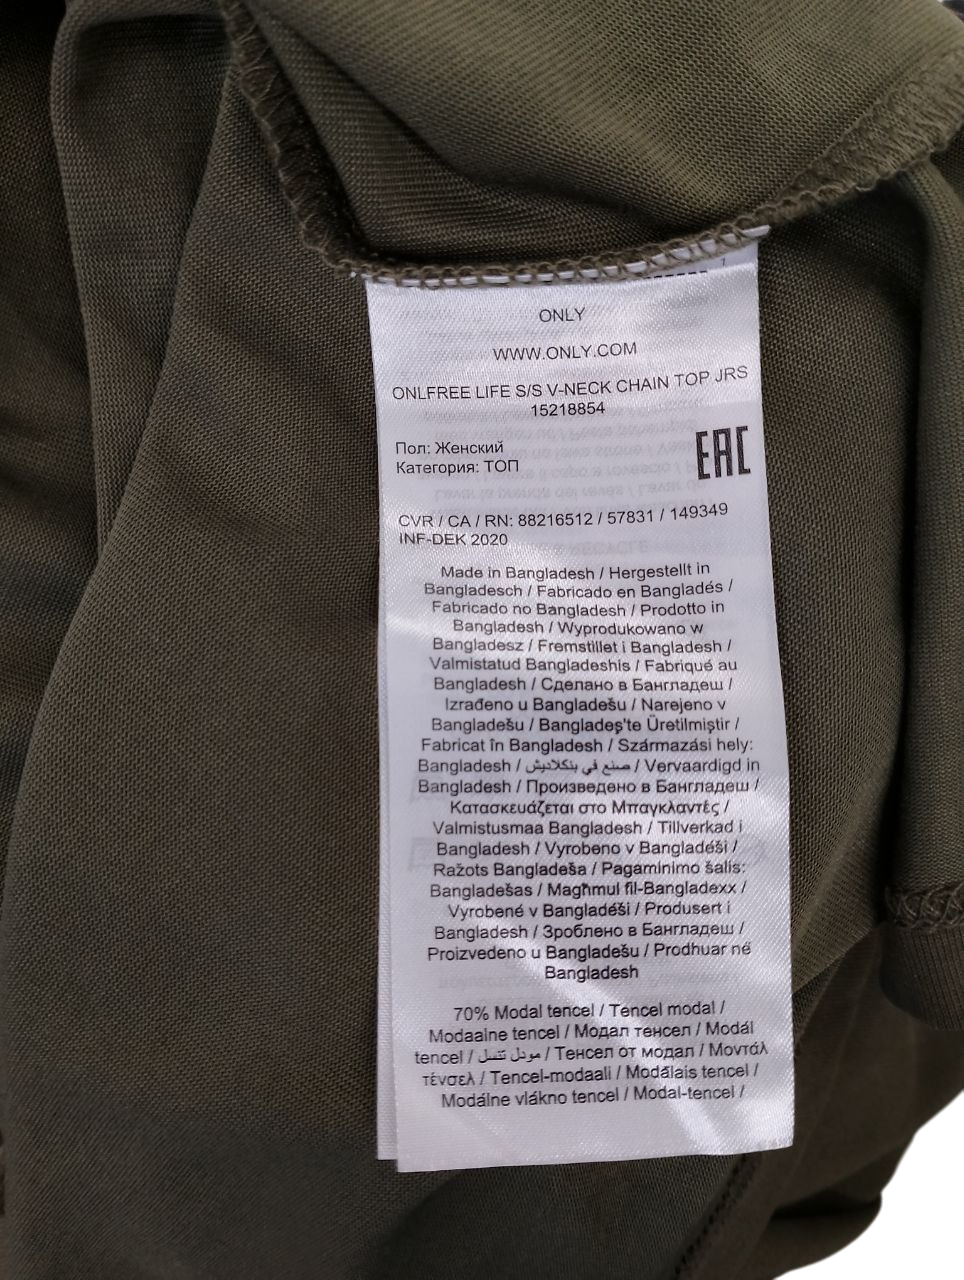 ONLY
WWW.ONLY.COM
ONLFREE LIFE S/S V-NECK CHAIN TOP JRS
15218854
Пол: Женский
Категория: ТОП
EAC
CVR / CA / RN: 88216512 / 57831 / 149349
INF-DEK 2020
Made in Bangladesh / Hergestellt in
Bangladesch / Fabricado en Bangladés /
Fabricado no Bangladesh / Prodotto in
Bangladesh / Wyprodukowano w
Bangladesz / Fremstillet i Bangladesh /
Valmistatud Bangladeshis / Fabriqué au
Bangladesh / Сделано в Бангладеш /
Izrađeno u Bangladešu / Narejeno v
Bangladešu / Bangladeş'te Üretilmiştir /
Fabricat în Bangladesh / Származási hely:
Bangladesh / صنع في بنكلاديش / Vervaardigd in
Bangladesh / Произведено в Бангладеш /
Κατασκευάζεται στο Μπαγκλαντές /
Valmistusmaa Bangladesh / Tillverkad i
Bangladesh / Vyrobeno v Bangladéši /
Ražots Bangladeša / Pagaminimo šalis:
Bangladešas / Magħmul fil-Bangladexx /
Vyrobené v Bangladéši / Produsert i
Bangladesh / Зроблено в Бангладеш /
Proizvedeno u Bangladešu / Prodhuar në
Bangladesh
70% Modal tencel / Tencel modal /
Modaalne tencel / Модал тенсел / Modál
tencel / مودل تنسل / Тенсел от модал / Μοντάλ
τένσελ / Tencel-modaali / Modālais tencel /
Modálne vlákno tencel / Modal-tencel /